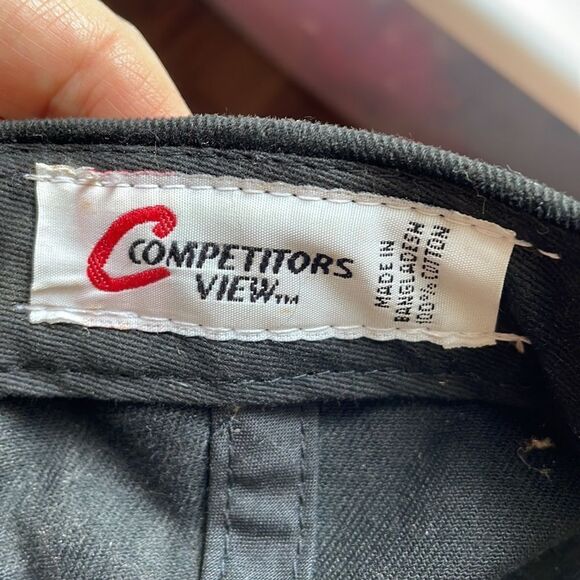 C COMPETITORS
VIEW™
MADE IN
BANGLADESH
100% COTTON